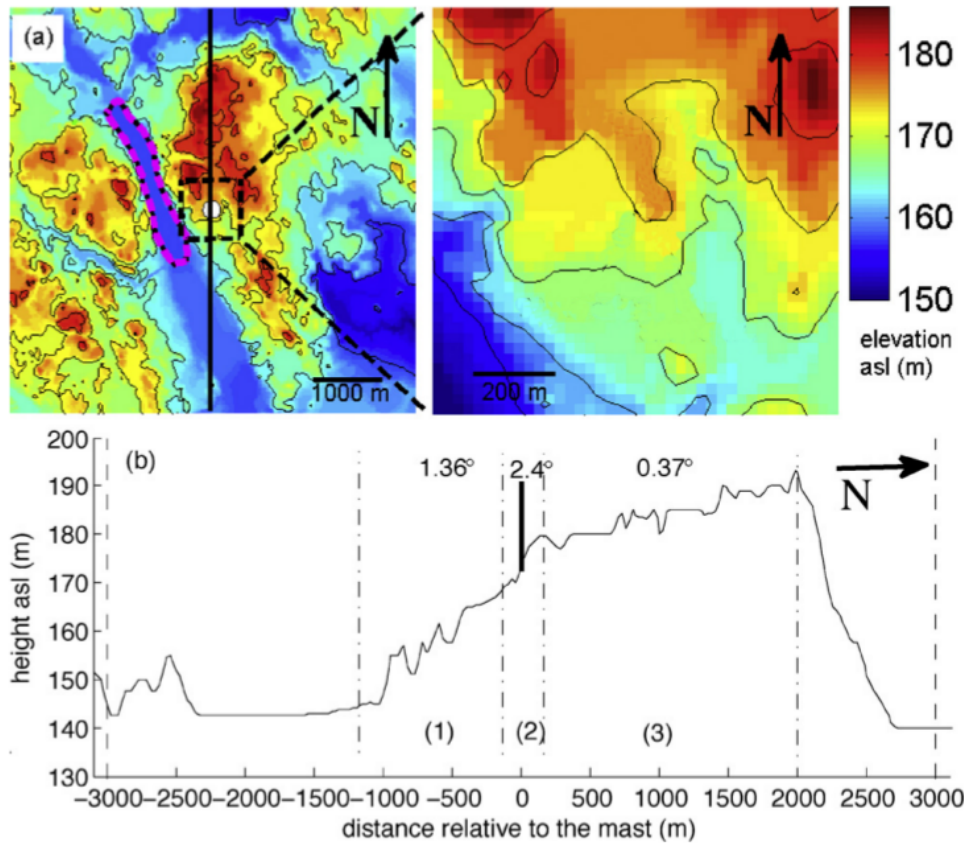 (a)
N
1000 m
N
200 m
180
170
160
150
elevation
asl (m)
(b)
200
190
180
170
160
150
140
130
height asl (m)
1.36° 2.4° 0.37°
N
(1) (2) (3)
−3000 −2500 −2000 −1500 −1000 −500 0 500 1000 1500 2000 2500 3000
distance relative to the mast (m)